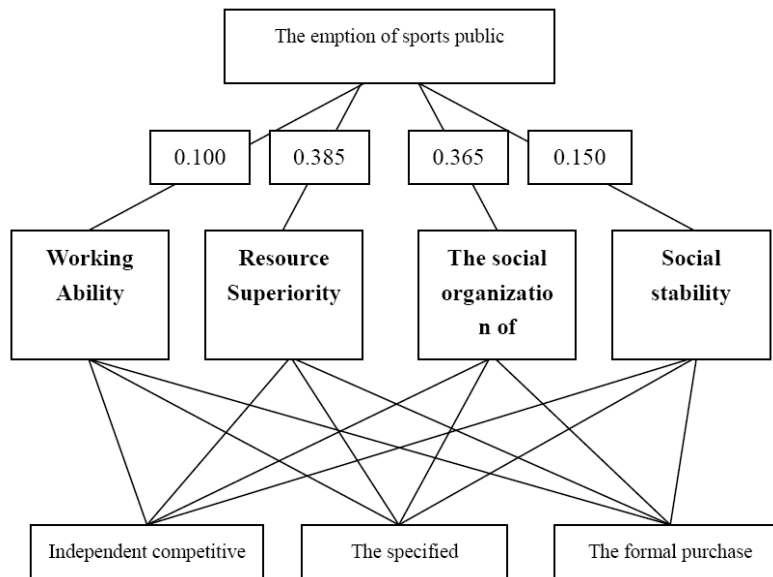 The emption of sports public
0.100
0.385
0.365
0.150
Working
Ability
Resource
Superiority
The social
organizatio
n of
Social
stability
Independent competitive
The specified
The formal purchase